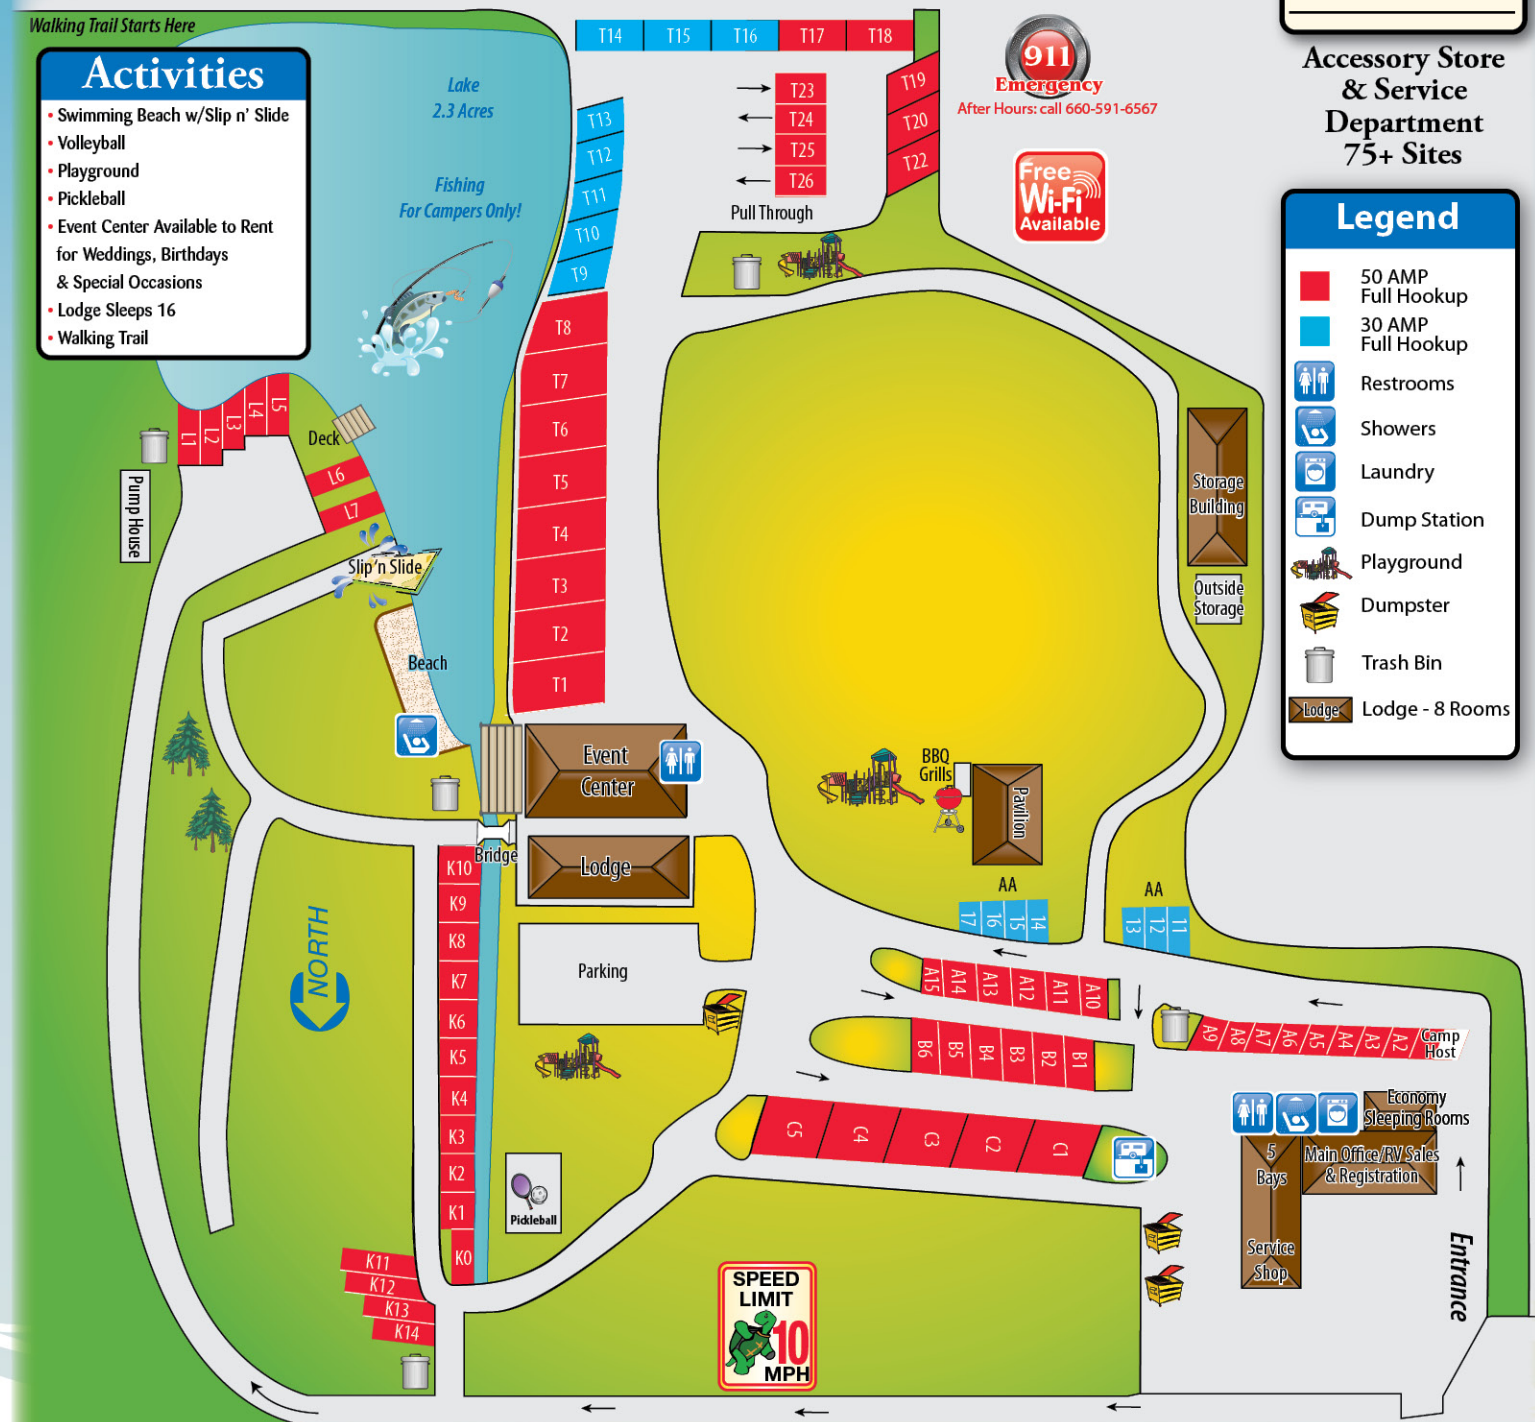 Walking Trail Starts Here
Activities
• Swimming Beach w/Slip n' Slide
• Volleyball
• Playground
• Pickleball
• Event Center Available to Rent
for Weddings, Birthdays
& Special Occasions
• Lodge Sleeps 16
• Walking Trail
Lake
2.3 Acres
Fishing
For Campers Only!
T14
T15
T16
T17
T18
T19
T20
T22
T23
T24
T25
T26
Pull Through
T13
T12
T11
T10
T9
T8
T7
T6
T5
T4
T3
T2
T1
911
Emergency
After Hours: call 660-591-6567
Free
Wi-Fi
Available
Accessory Store
& Service
Department
75+ Sites
Legend
50 AMP
Full Hookup
30 AMP
Full Hookup
Restrooms
Showers
Laundry
Dump Station
Playground
Dumpster
Trash Bin
Lodge
Lodge - 8 Rooms
L1
L2
L3
L4
L5
Deck
L6
L7
Pump House
Slip'n Slide
Beach
Storage
Building
Outside
Storage
Event
Center
Bridge
Lodge
BBQ
Grills
Pavilion
AA
17
16
15
14
AA
13
12
11
K10
K9
K8
K7
K6
K5
K4
K3
K2
K1
K0
K11
K12
K13
K14
NORTH
Parking
Pickleball
A15
A14
A13
A12
A11
A10
A9
A8
A7
A6
A5
A4
A3
A2
Camp
Host
B6
B5
B4
B3
B2
B1
C5
C4
C3
C2
C1
Economy
Sleeping Rooms
Main Office/RV Sales
& Registration
5
Bays
Service
Shop
Entrance
SPEED
LIMIT
10
MPH